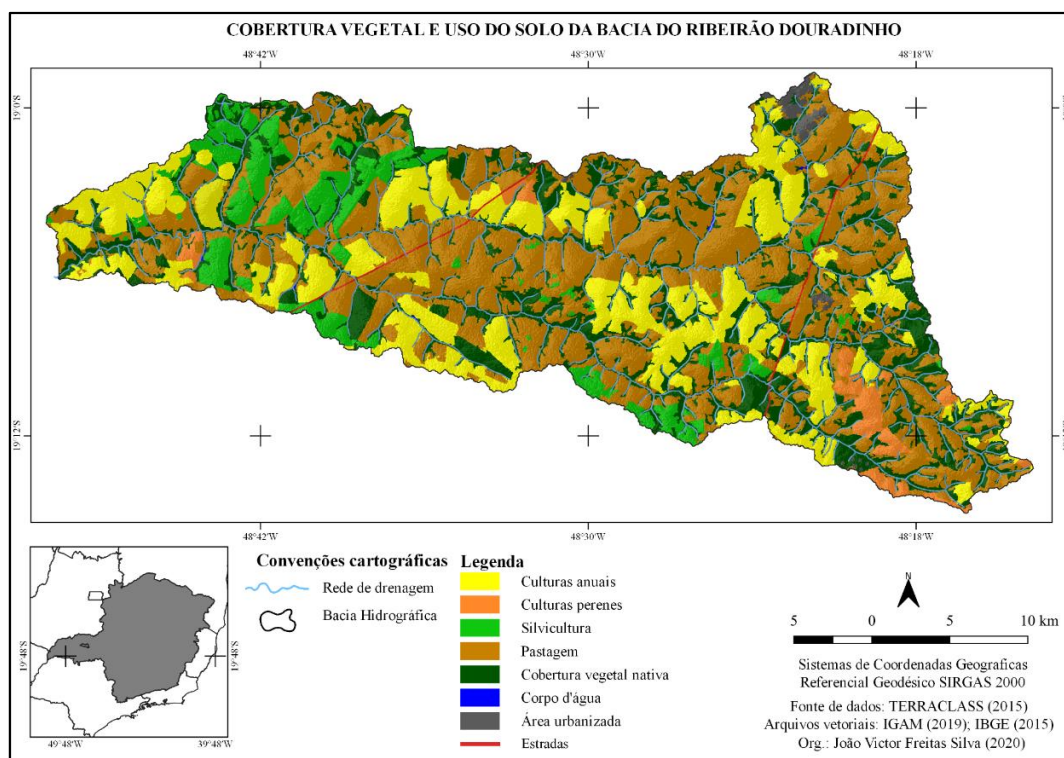 COBERTURA VEGETAL E USO DO SOLO DA BACIA DO RIBEIRÃO DOURADINHO
48°42'W
48°30'W
48°18'W
19°0'S
19°12'S
48°42'W
48°30'W
48°18'W
Convenções cartográficas
Rede de drenagem
Bacia Hidrográfica
Legenda
Culturas anuais
Culturas perenes
Silvicultura
Pastagem
Cobertura vegetal nativa
Corpo d'água
Área urbanizada
Estradas
N
5 0 5 10 km
Sistemas de Coordenadas Geograficas
Referencial Geodésico SIRGAS 2000
Fonte de dados: TERRACLASS (2015)
Arquivos vetoriais: IGAM (2019); IBGE (2015)
Org.: João Victor Freitas Silva (2020)
19°48'S
19°48'S
49°48'W
39°48'W